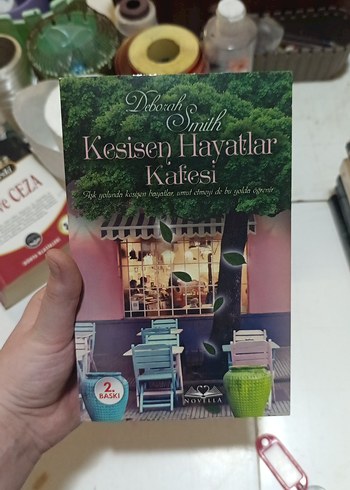 Deborah
Smith
Kesişen Hayatlar
Kafesi
Aşk yolunda kesişen hayatlar, umut etmeyi de bu yolda öğrenir...
2.
BASKI
NOVELLA
ve CEZA